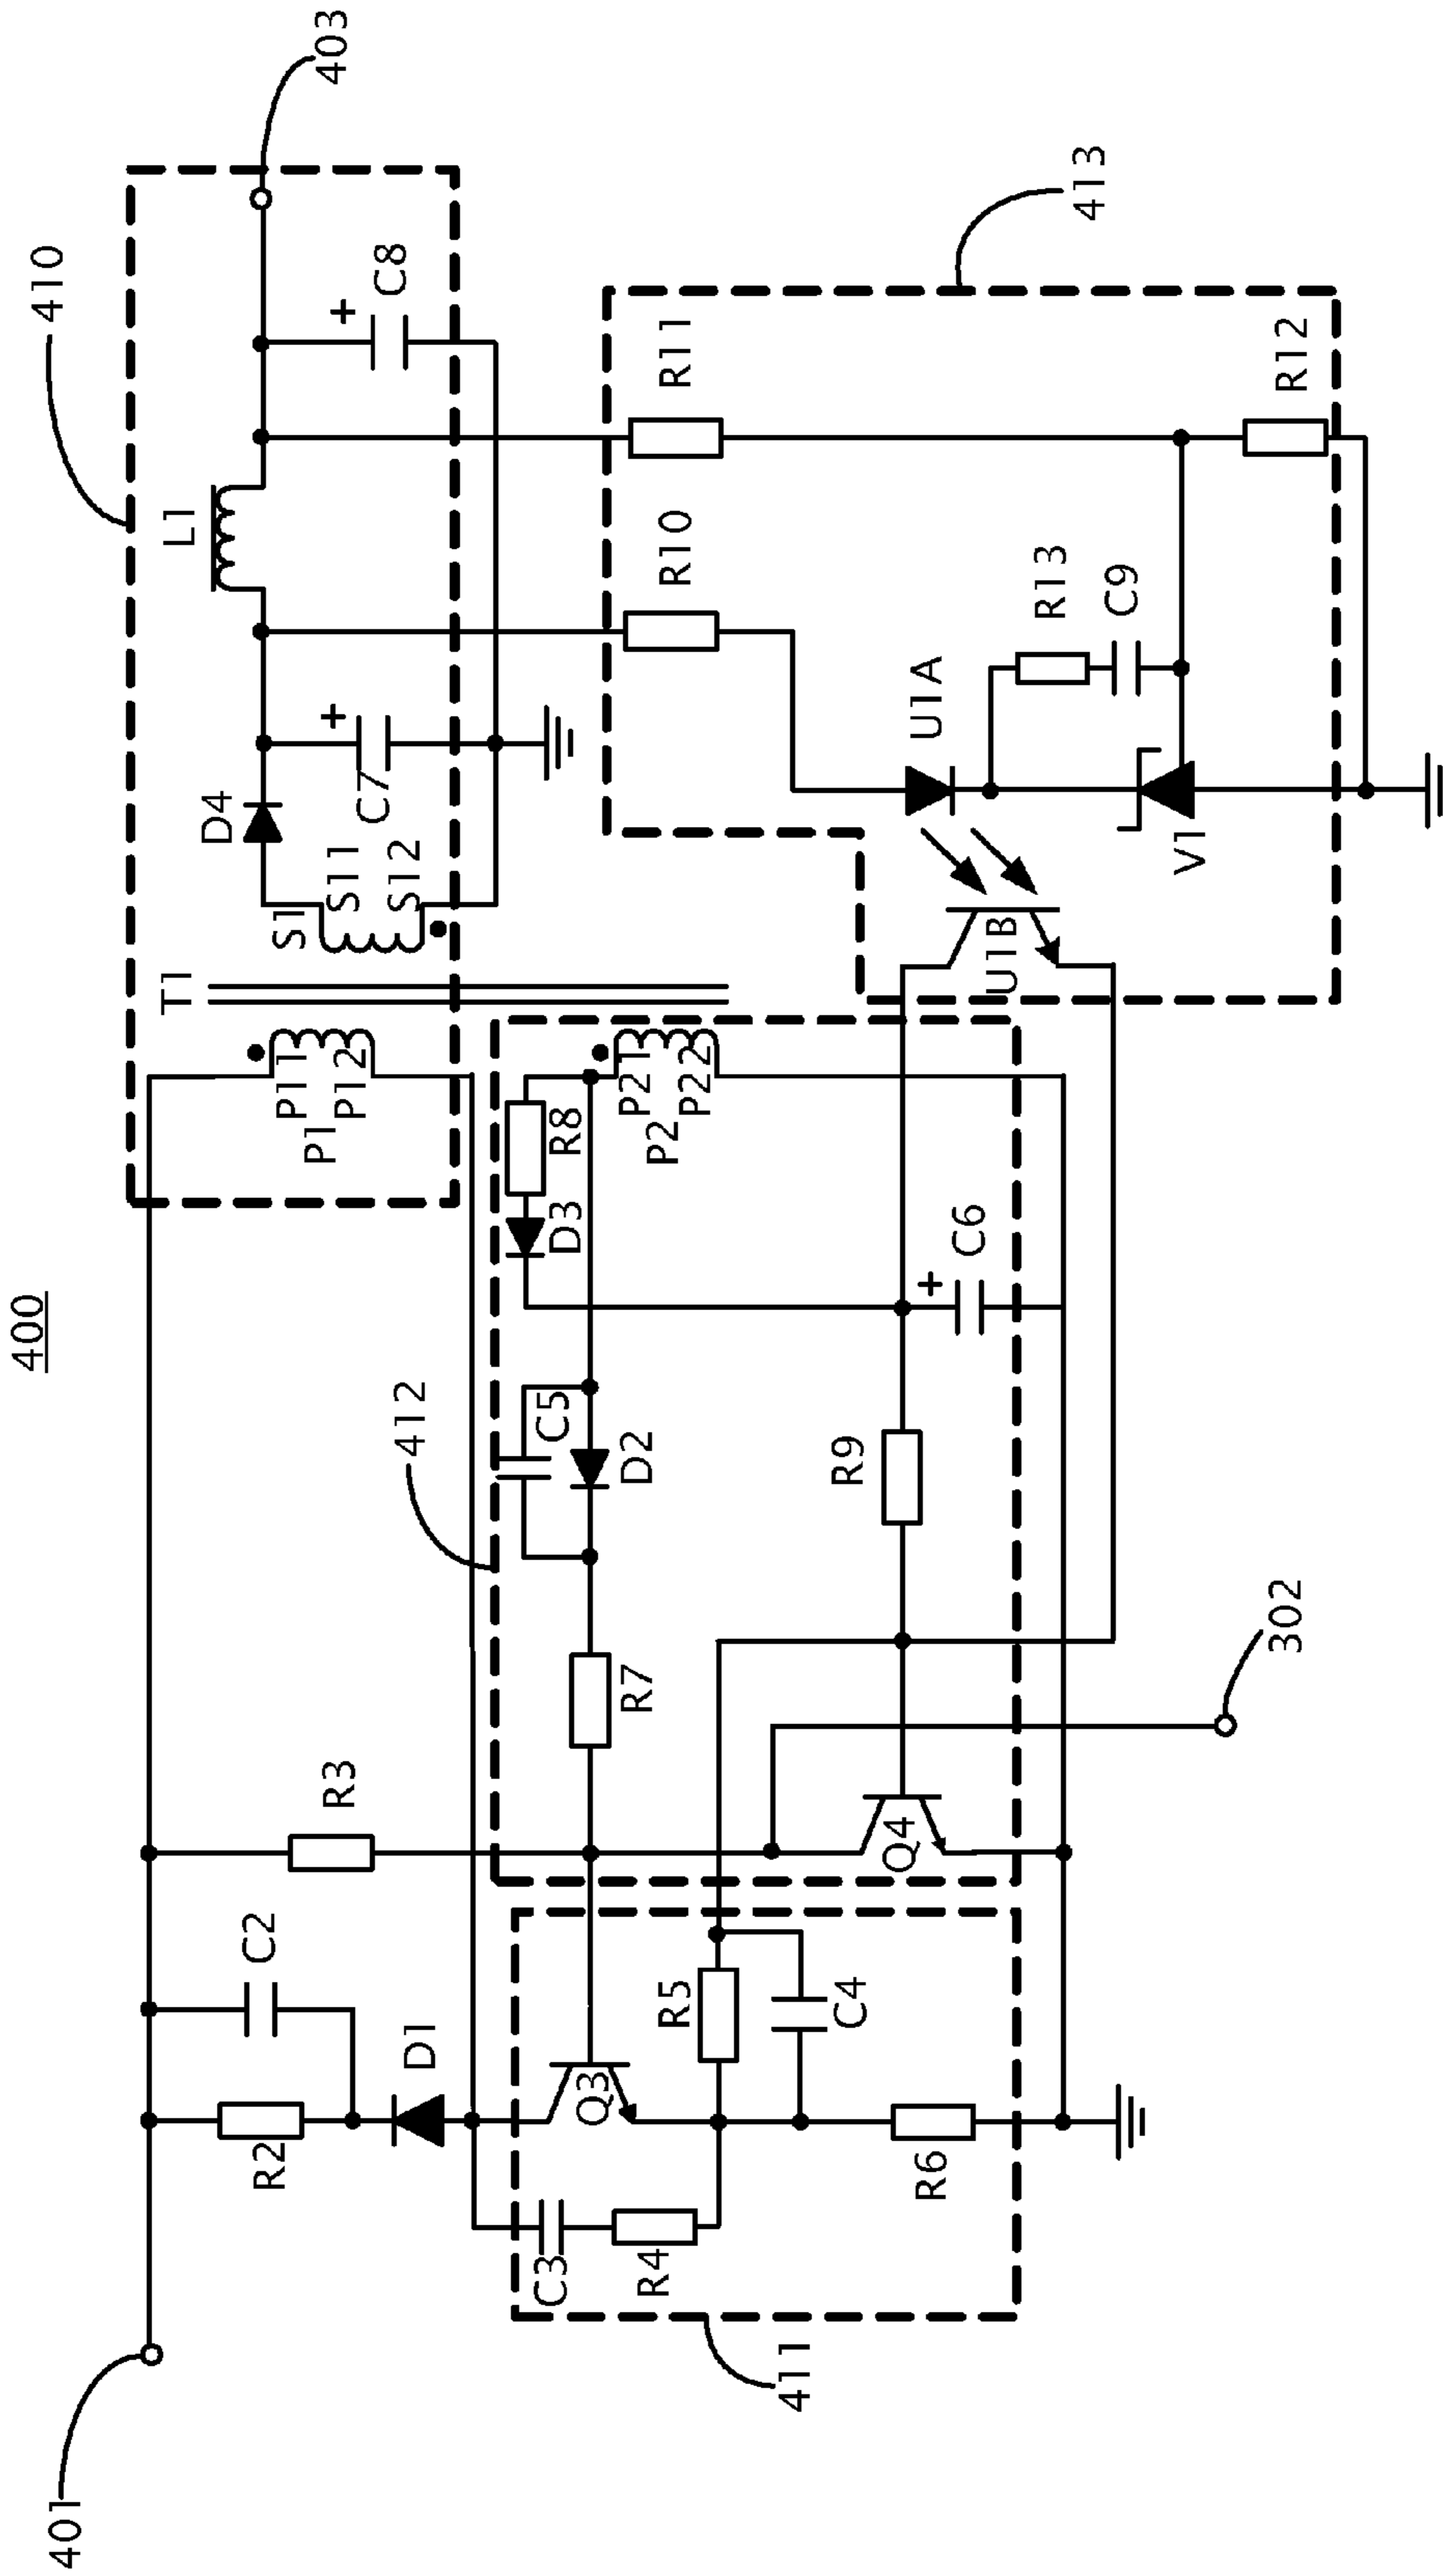 400
401
403
410
T1
L1
D4
S1
S11
S12
C7
C8
P11
P12
P1
R3
C2
R2
D1
412
C5
D2
R7
R8
D3
P21
P22
P2
R9
C6
Q4
302
Q3
C3
R4
R5
C4
R6
411
413
R10
R11
R12
R13
C9
U1A
U1B
V1